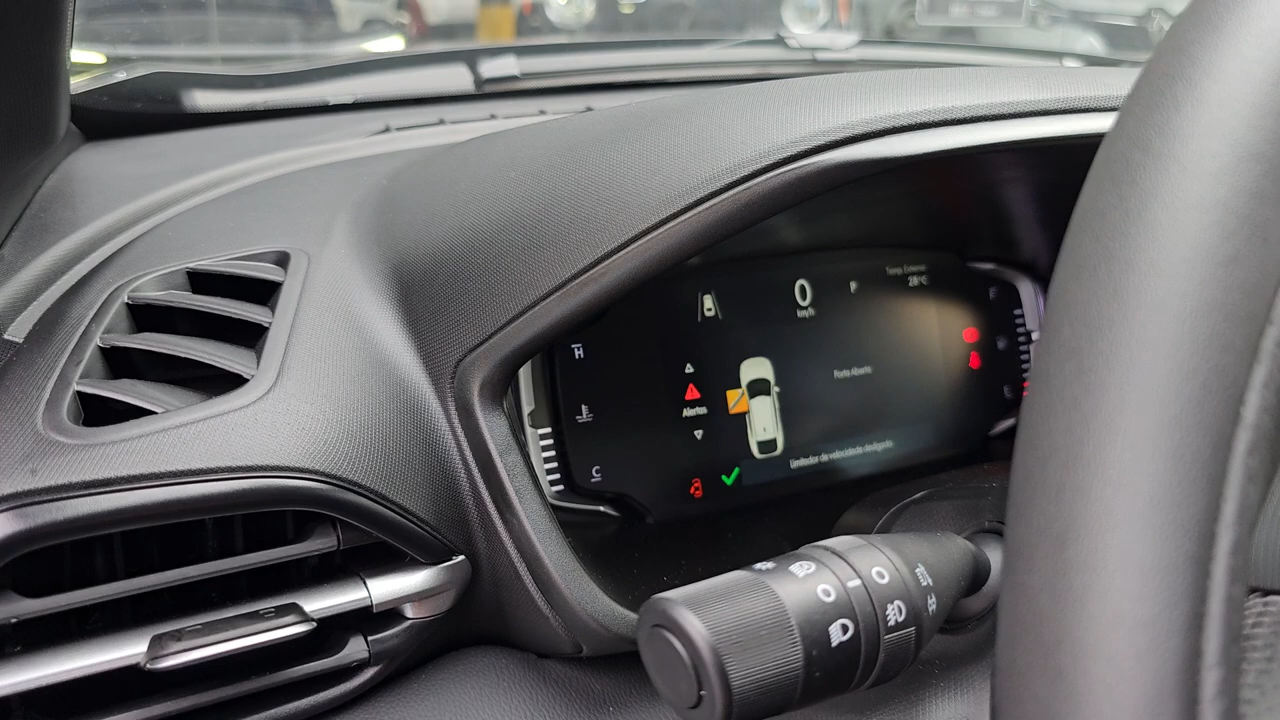 Temp. Externa
28°C
0
km/h
P
H
Porta Aberta
Alertas
C
Limitador de velocidade desligado